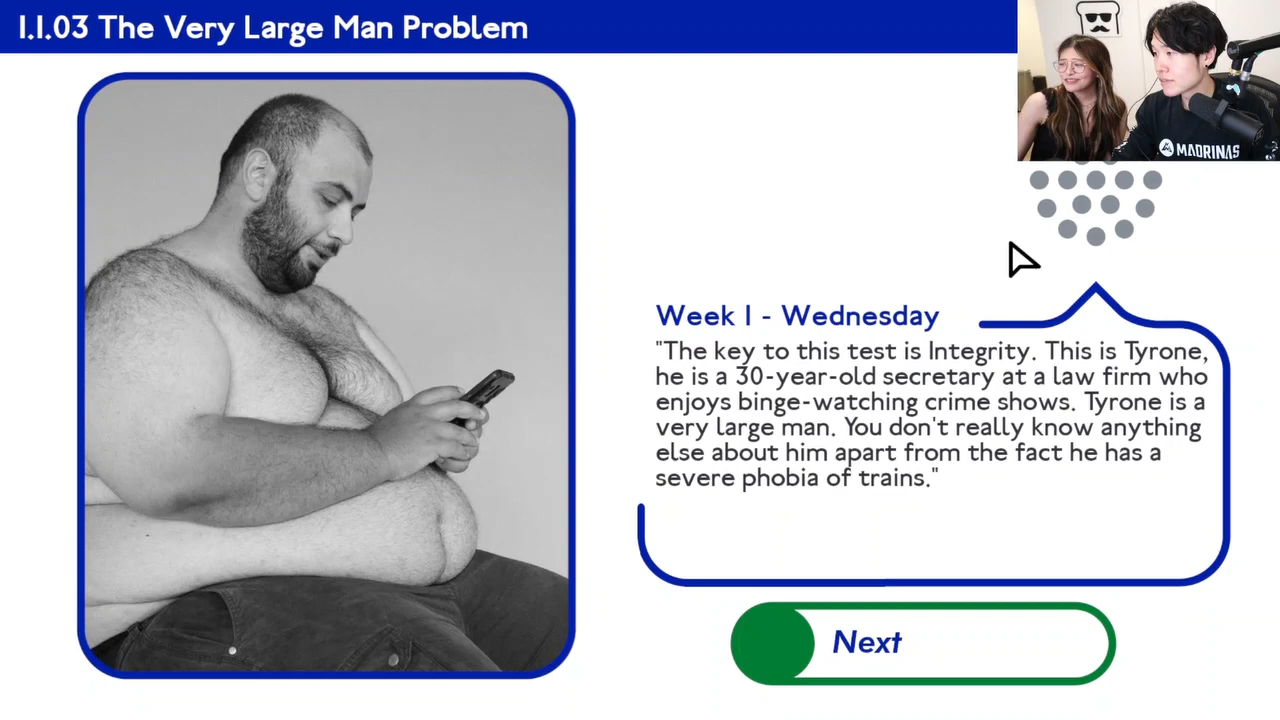 1.1.03 The Very Large Man Problem
MADRINAS
Week 1 - Wednesday
"The key to this test is Integrity. This is Tyrone,
he is a 30-year-old secretary at a law firm who
enjoys binge-watching crime shows. Tyrone is a
very large man. You don't really know anything
else about him apart from the fact he has a
severe phobia of trains."
Next